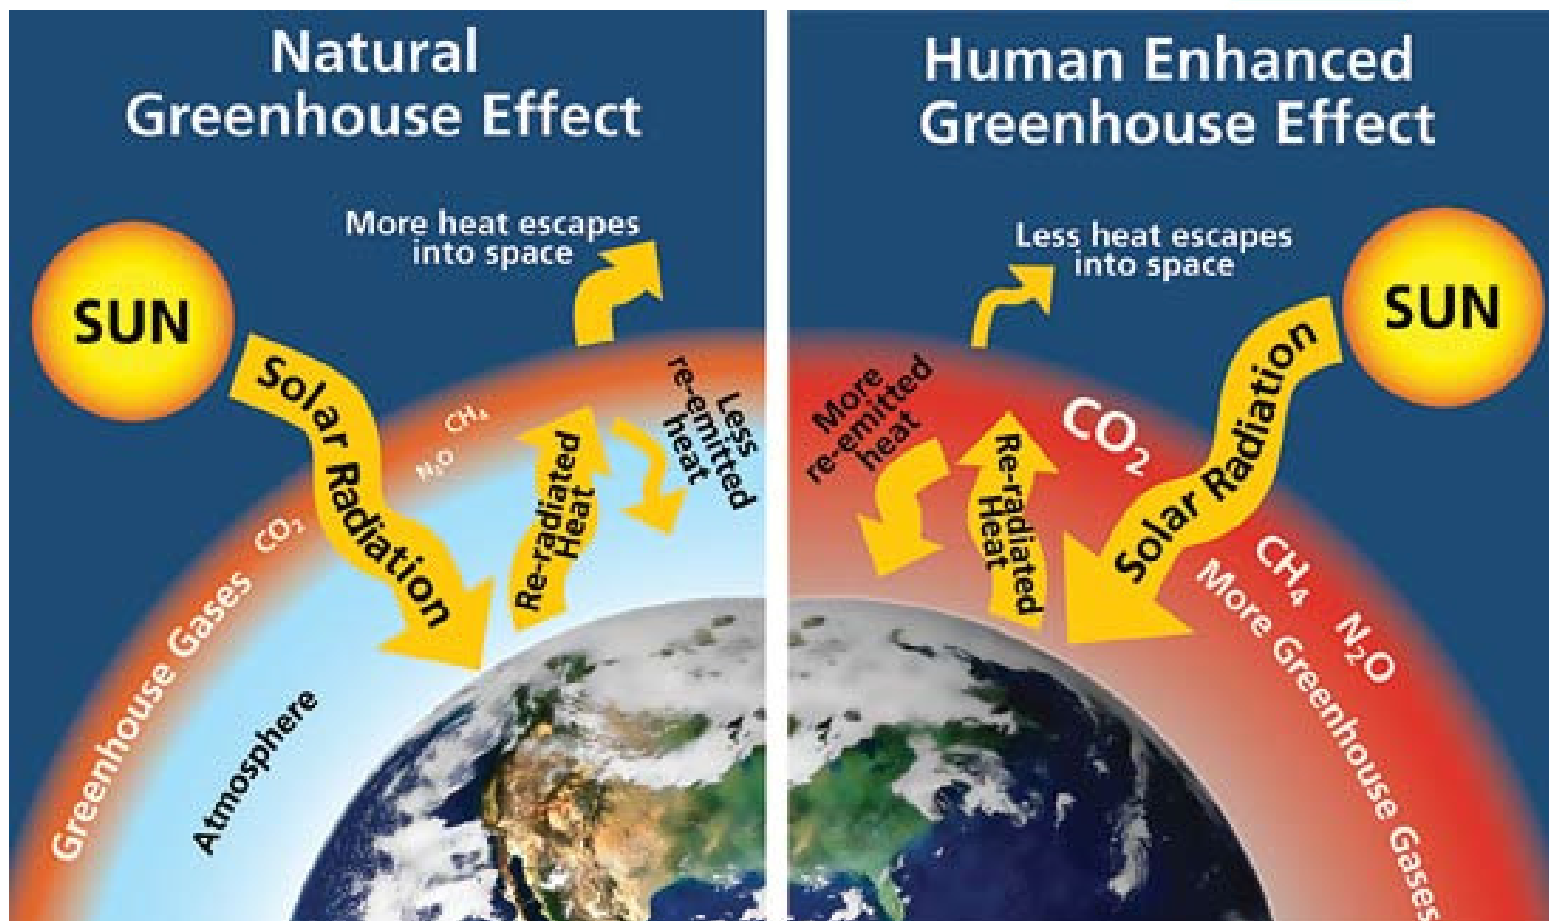 Natural
Greenhouse Effect
More heat escapes
into space
SUN
Solar Radiation
Less
re-emitted
heat
CH₄
N₂O
CO₂
Re-radiated
Heat
Greenhouse Gases
Atmosphere
Human Enhanced
Greenhouse Effect
Less heat escapes
into space
SUN
Solar Radiation
More
re-emitted
heat
CO₂
Re-radiated
Heat
CH₄
N₂O
More Greenhouse Gases